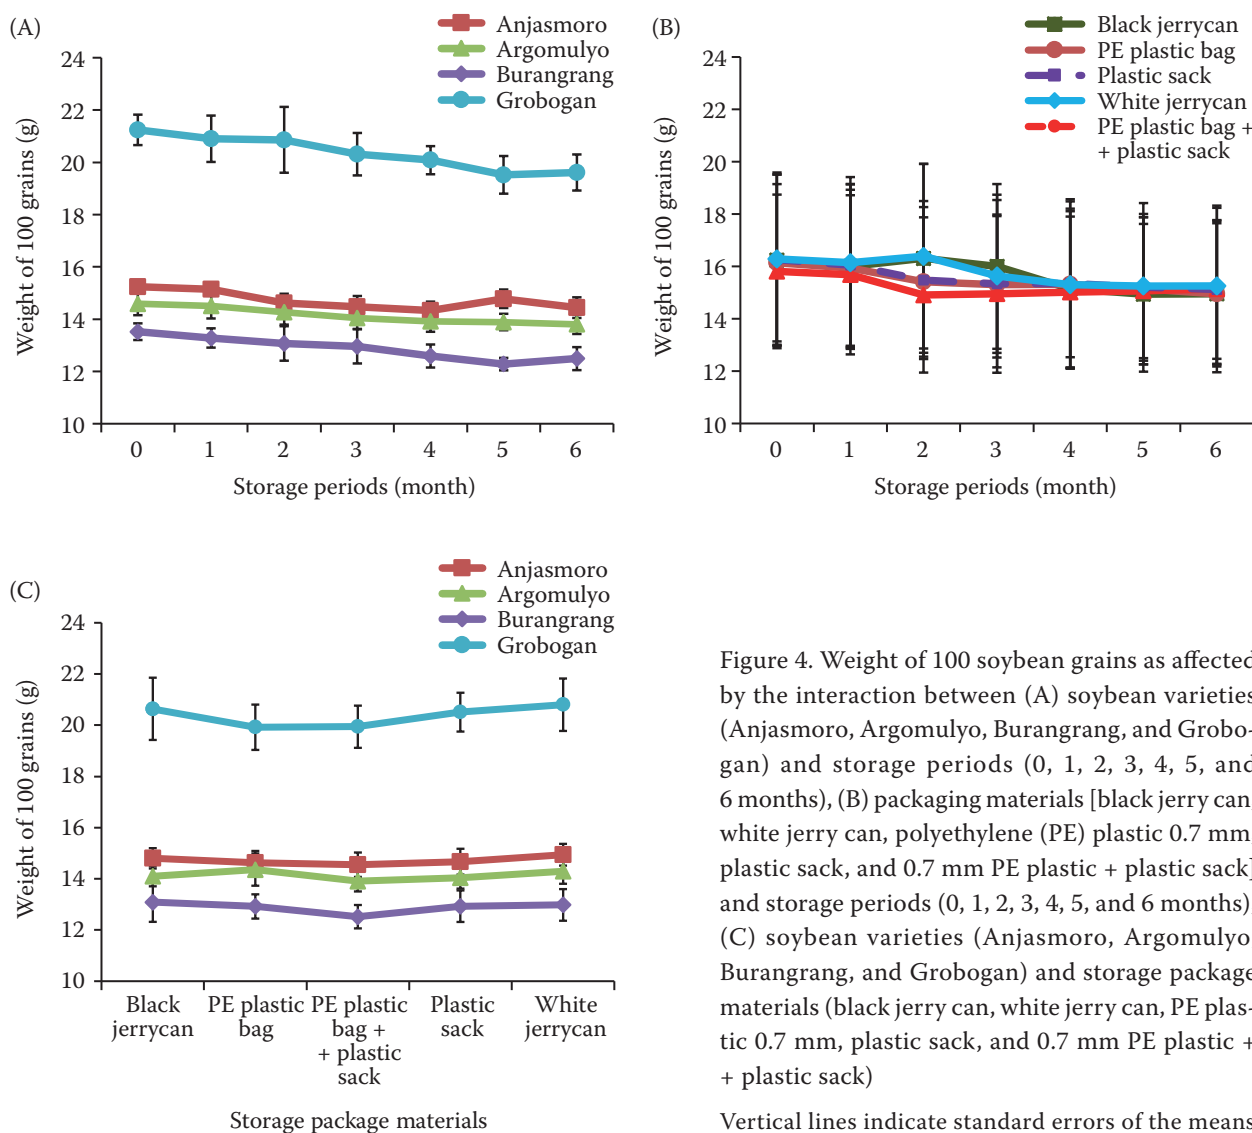 (A)
Anjasmoro
Argomulyo
Burangrang
Grobogan
Weight of 100 grains (g)
24
22
20
18
16
14
12
10
0 1 2 3 4 5 6
Storage periods (month)
(B)
Black jerrycan
PE plastic bag
Plastic sack
White jerrycan
PE plastic bag +
+ plastic sack
Weight of 100 grains (g)
24
22
20
18
16
14
12
10
0 1 2 3 4 5 6
Storage periods (month)
(C)
Anjasmoro
Argomulyo
Burangrang
Grobogan
Weight of 100 grains (g)
24
22
20
18
16
14
12
10
Black jerrycan
PE plastic bag
PE plastic bag + + plastic sack
Plastic sack
White jerrycan
Storage package materials
Figure 4. Weight of 100 soybean grains as affected
by the interaction between (A) soybean varieties
(Anjasmoro, Argomulyo, Burangrang, and Grobo-
gan) and storage periods (0, 1, 2, 3, 4, 5, and
6 months), (B) packaging materials [black jerry can
white jerry can, polyethylene (PE) plastic 0.7 mm
plastic sack, and 0.7 mm PE plastic + plastic sack]
and storage periods (0, 1, 2, 3, 4, 5, and 6 months)
(C) soybean varieties (Anjasmoro, Argomulyo
Burangrang, and Grobogan) and storage package
materials (black jerry can, white jerry can, PE plas-
tic 0.7 mm, plastic sack, and 0.7 mm PE plastic +
+ plastic sack)
Vertical lines indicate standard errors of the means